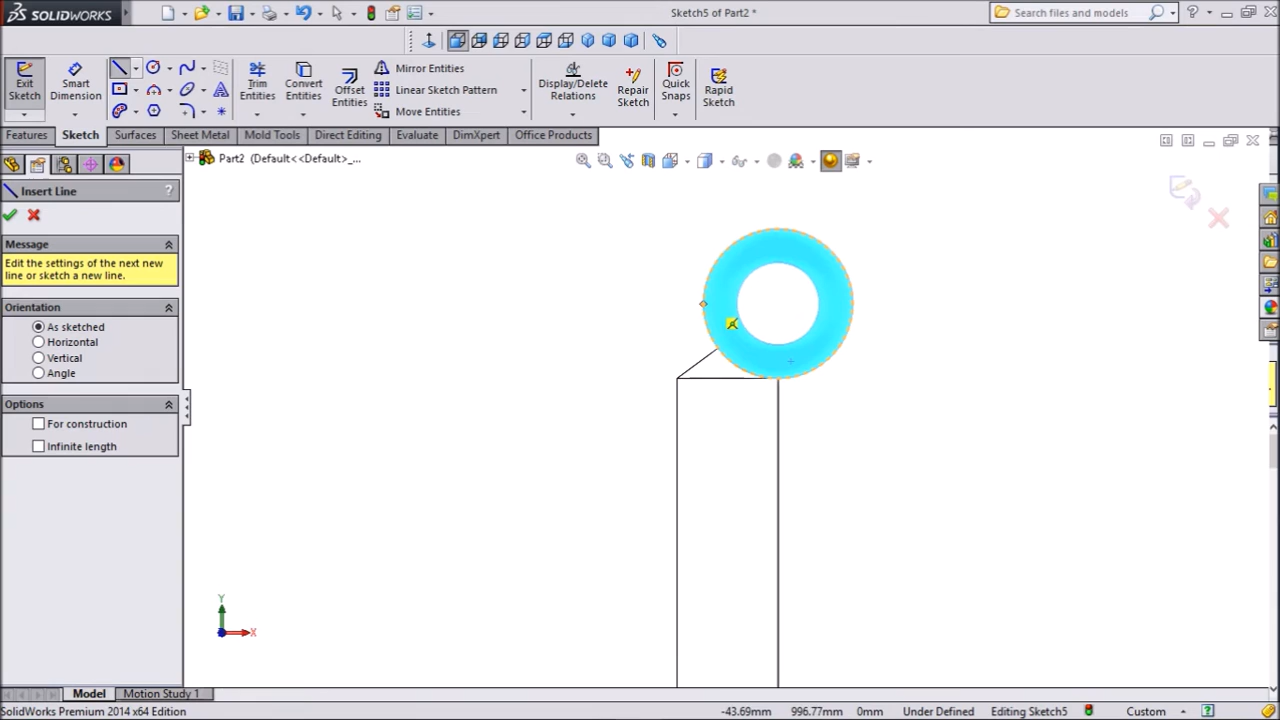 SOLIDWORKS
Sketch5 of Part2 *
Search files and models
Exit Sketch
Smart Dimension
Trim Entities
Convert Entities
Offset Entities
Mirror Entities
Linear Sketch Pattern
Move Entities
Display/Delete Relations
Repair Sketch
Quick Snaps
Rapid Sketch
Features Sketch Surfaces Sheet Metal Mold Tools Direct Editing Evaluate DimXpert Office Products
Part2 (Default<<Default>_...
Insert Line ?
Message
Edit the settings of the next new
line or sketch a new line.
Orientation
As sketched
Horizontal
Vertical
Angle
Options
For construction
Infinite length
Y
X
Model Motion Study 1
SolidWorks Premium 2014 x64 Edition -43.69mm 996.77mm 0mm Under Defined Editing Sketch5 Custom ?